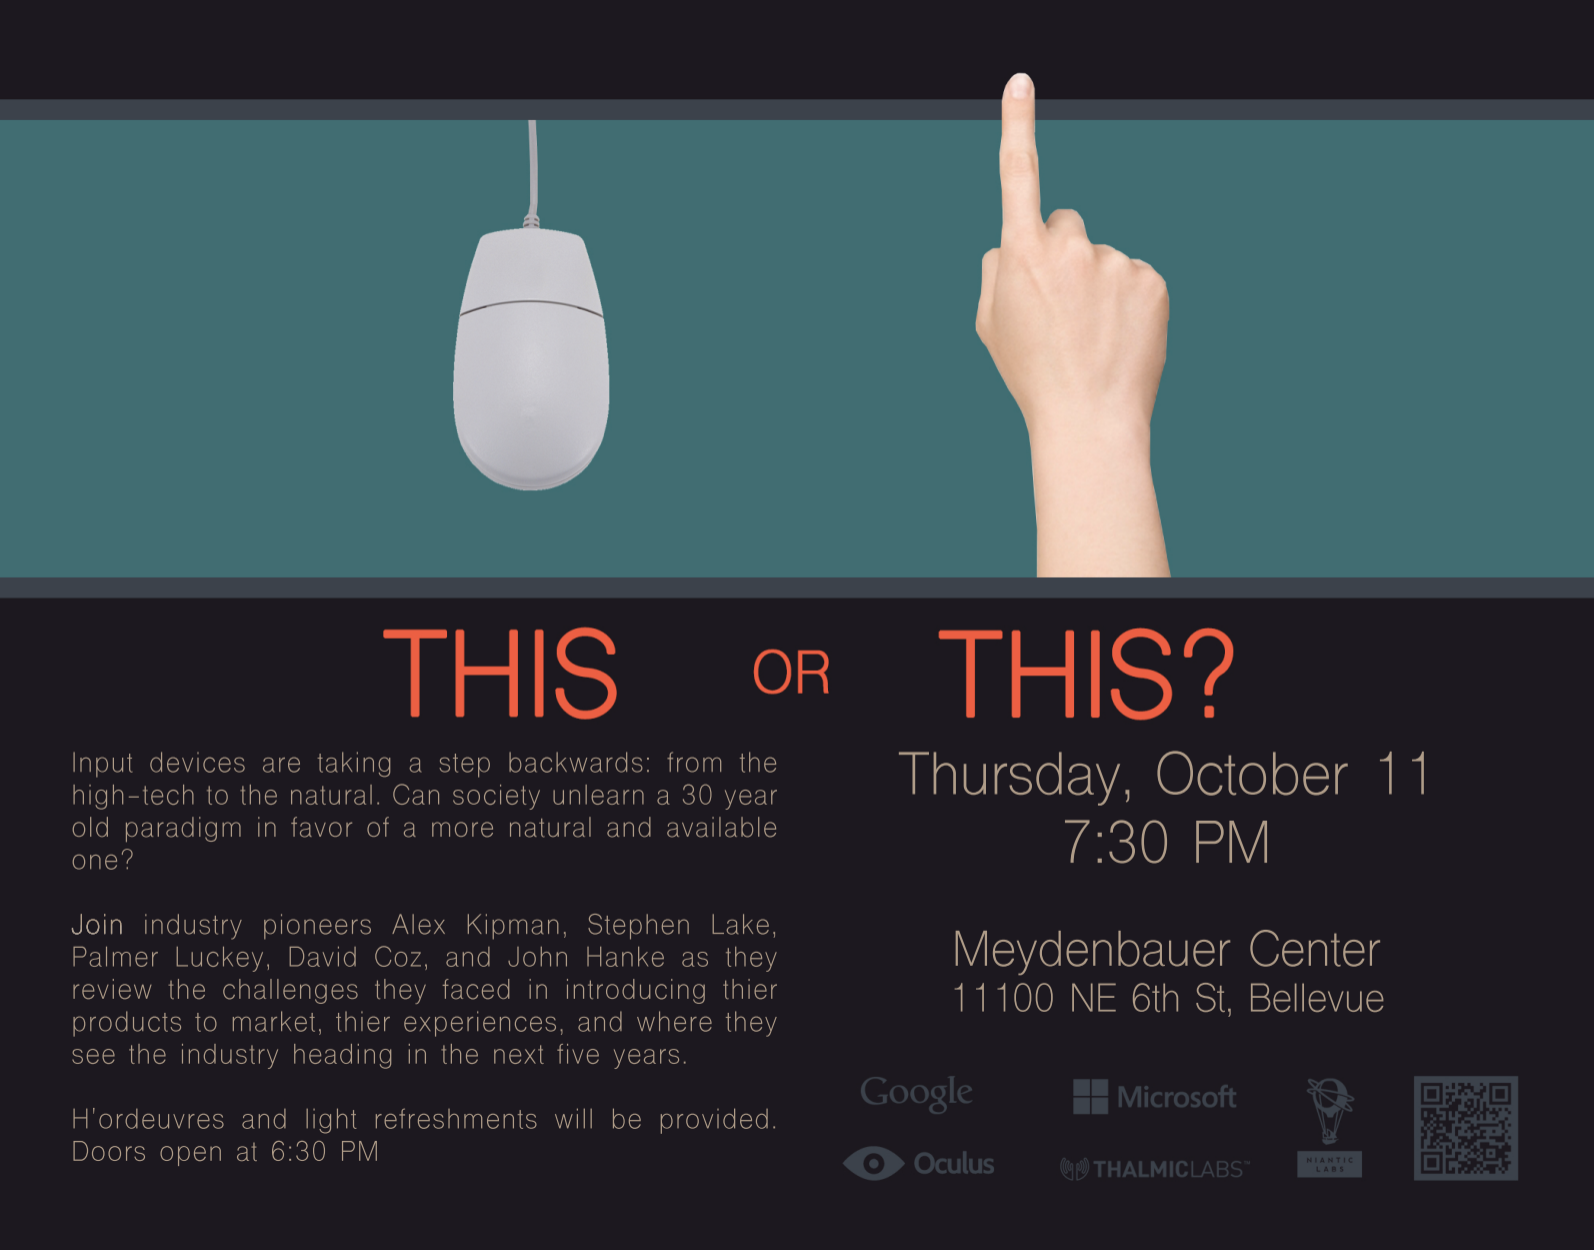 THIS OR THIS?
Input devices are taking a step backwards: from the
high-tech to the natural. Can society unlearn a 30 year
old paradigm in favor of a more natural and available
one?
Join industry pioneers Alex Kipman, Stephen Lake,
Palmer Luckey, David Coz, and John Hanke as they
review the challenges they faced in introducing thier
products to market, thier experiences, and where they
see the industry heading in the next five years.
H'ordeuvres and light refreshments will be provided.
Doors open at 6:30 PM
Thursday, October 11
7:30 PM
Meydenbauer Center
11100 NE 6th St, Bellevue
Google
Microsoft
Oculus
THALMICLABS™
NIANTIC
LABS